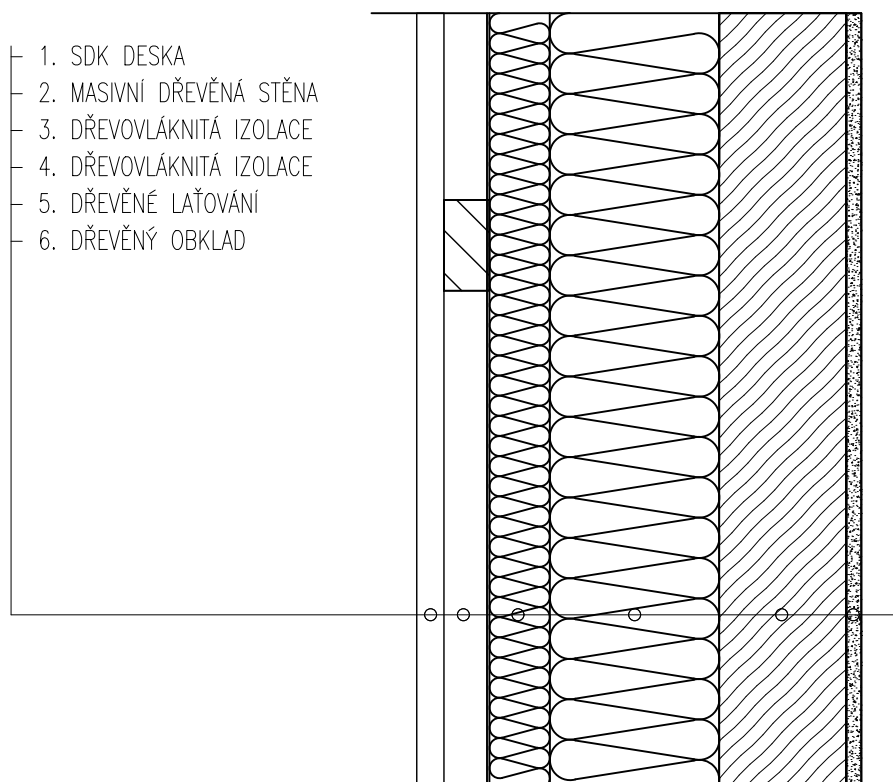 1. SDK DESKA
2. MASIVNÍ DŘEVĚNÁ STĚNA
3. DŘEVOVLÁKNITÁ IZOLACE
4. DŘEVOVLÁKNITÁ IZOLACE
5. DŘEVĚNÉ LAŤOVÁNÍ
6. DŘEVĚNÝ OBKLAD